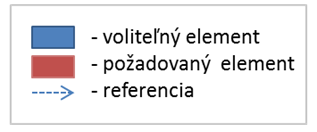 - voliteľný element
- požadovaný element
- referencia